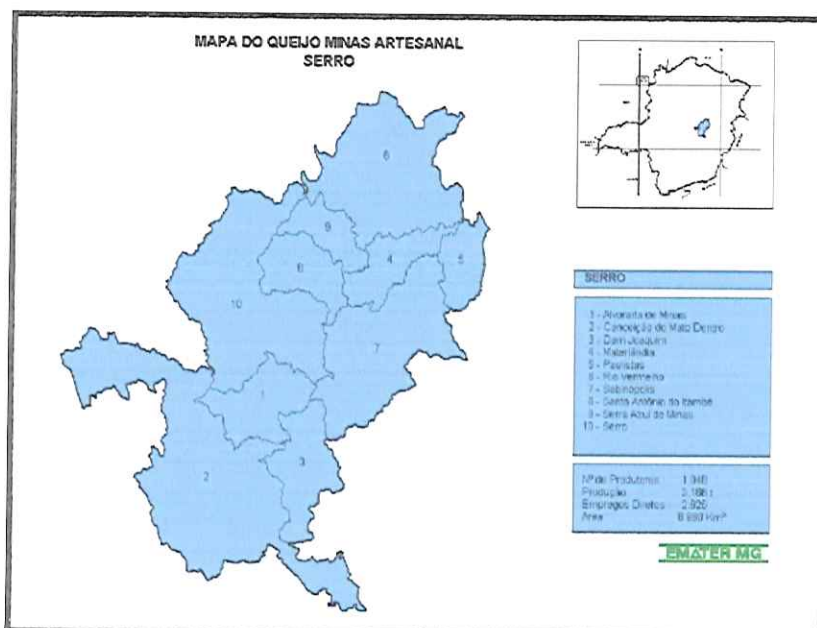 MAPA DO QUEIJO MINAS ARTESANAL
SERRO
6
9
8
4
5
10
7
1
2
3
SERRO
1 - Alvorada de Minas
2 - Conceição do Mato Dentro
3 - Dom Joaquim
4 - Materlândia
5 - Paulistas
6 - Rio Vermelho
7 - Sabinópolis
8 - Santo Antônio do Itambé
9 - Serra Azul de Minas
10 - Serro
Nº de Produtores
Produção
Empregos Diretos
Área Km²
EMATER MG